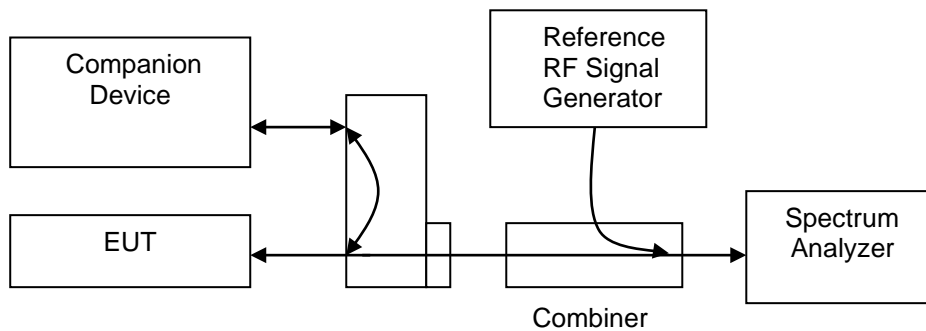 Companion
Device
Reference
RF Signal
Generator
EUT
Spectrum
Analyzer
Combiner